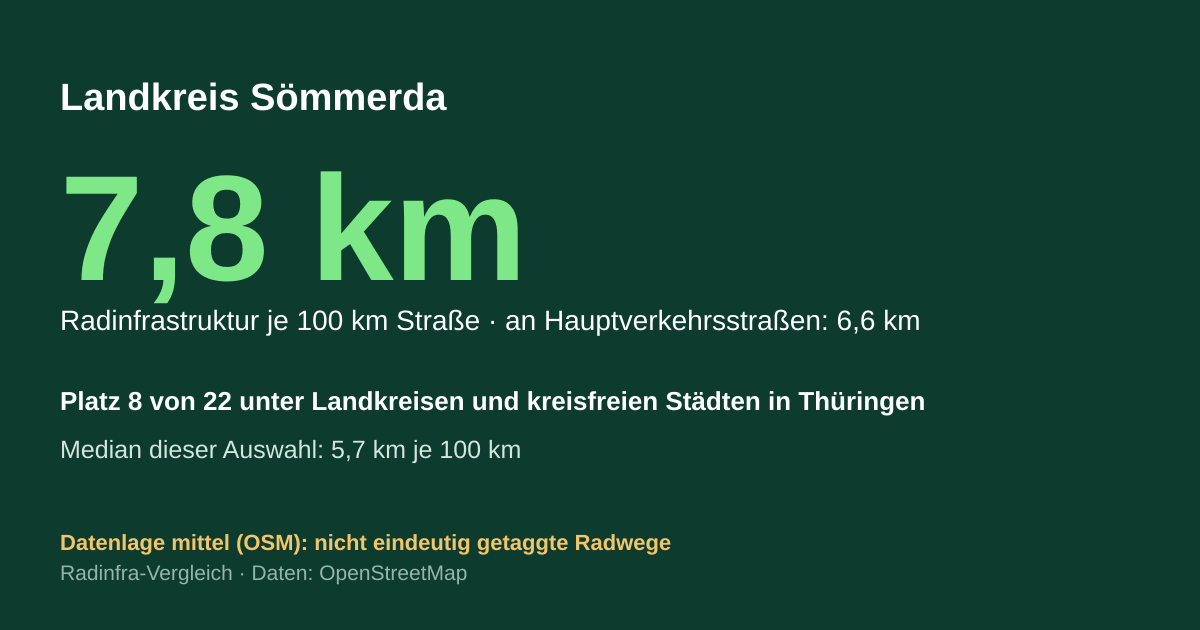 Landkreis Sömmerda
7,8 km
Radinfrastruktur je 100 km Straße · an Hauptverkehrsstraßen: 6,6 km
Platz 8 von 22 unter Landkreisen und kreisfreien Städten in Thüringen
Median dieser Auswahl: 5,7 km je 100 km
Datenlage mittel (OSM): nicht eindeutig getaggte Radwege
Radinfra-Vergleich · Daten: OpenStreetMap